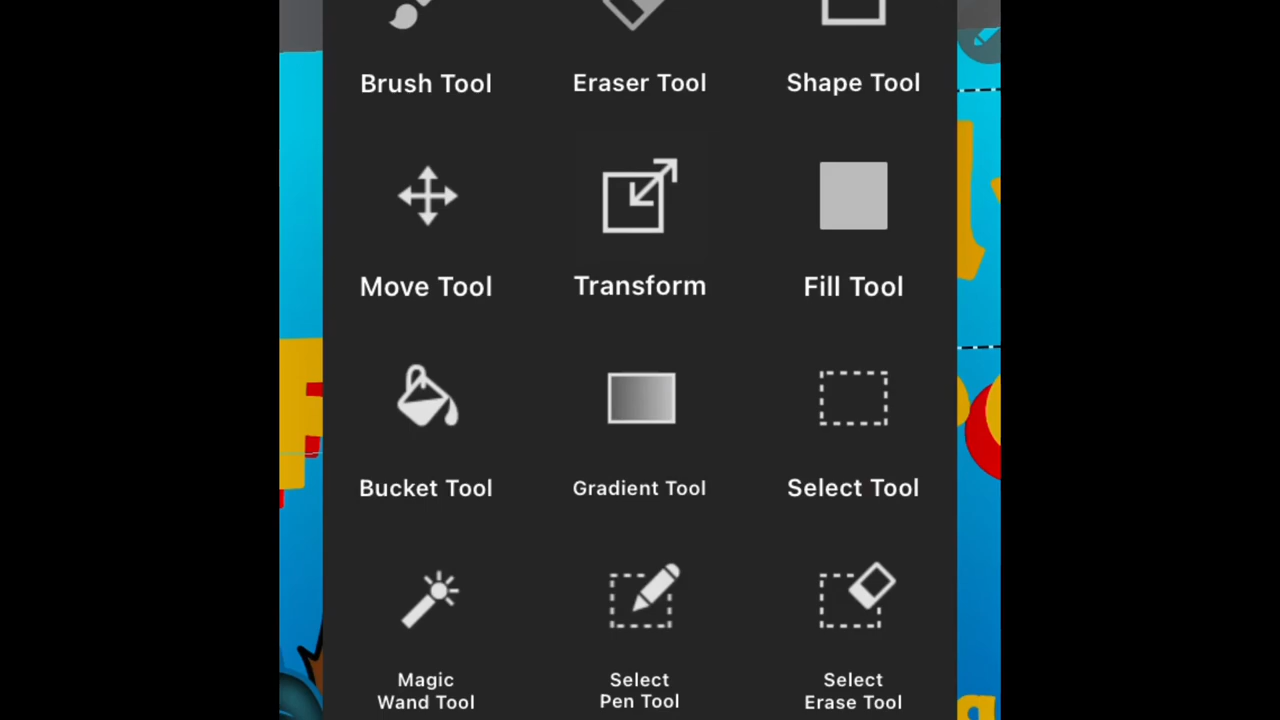 Brush Tool
Eraser Tool
Shape Tool
Move Tool
Transform
Fill Tool
Bucket Tool
Gradient Tool
Select Tool
Magic
Wand Tool
Select
Pen Tool
Select
Erase Tool